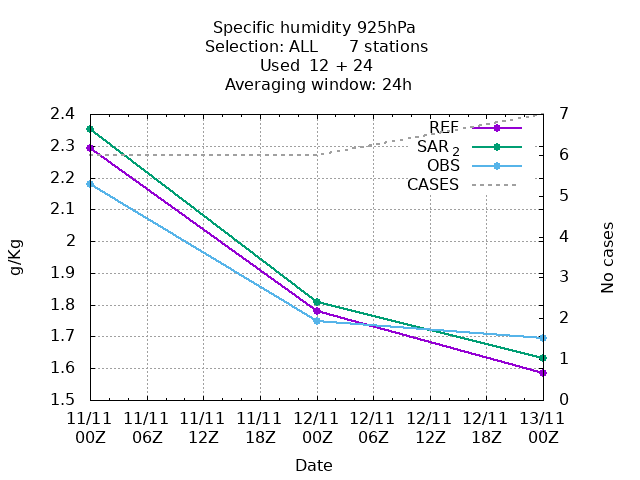 Specific humidity 925hPa
Selection: ALL 7 stations
Used 12 + 24
Averaging window: 24h
2.4
2.3
2.2
2.1
2
1.9
1.8
1.7
1.6
1.5
g/Kg
REF
SAR 2
OBS
CASES
7
6
5
4
3
2
1
0
No cases
11/11 11/11 11/11 11/11 12/11 12/11 12/11 12/11 13/11
00Z 06Z 12Z 18Z 00Z 06Z 12Z 18Z 00Z
Date